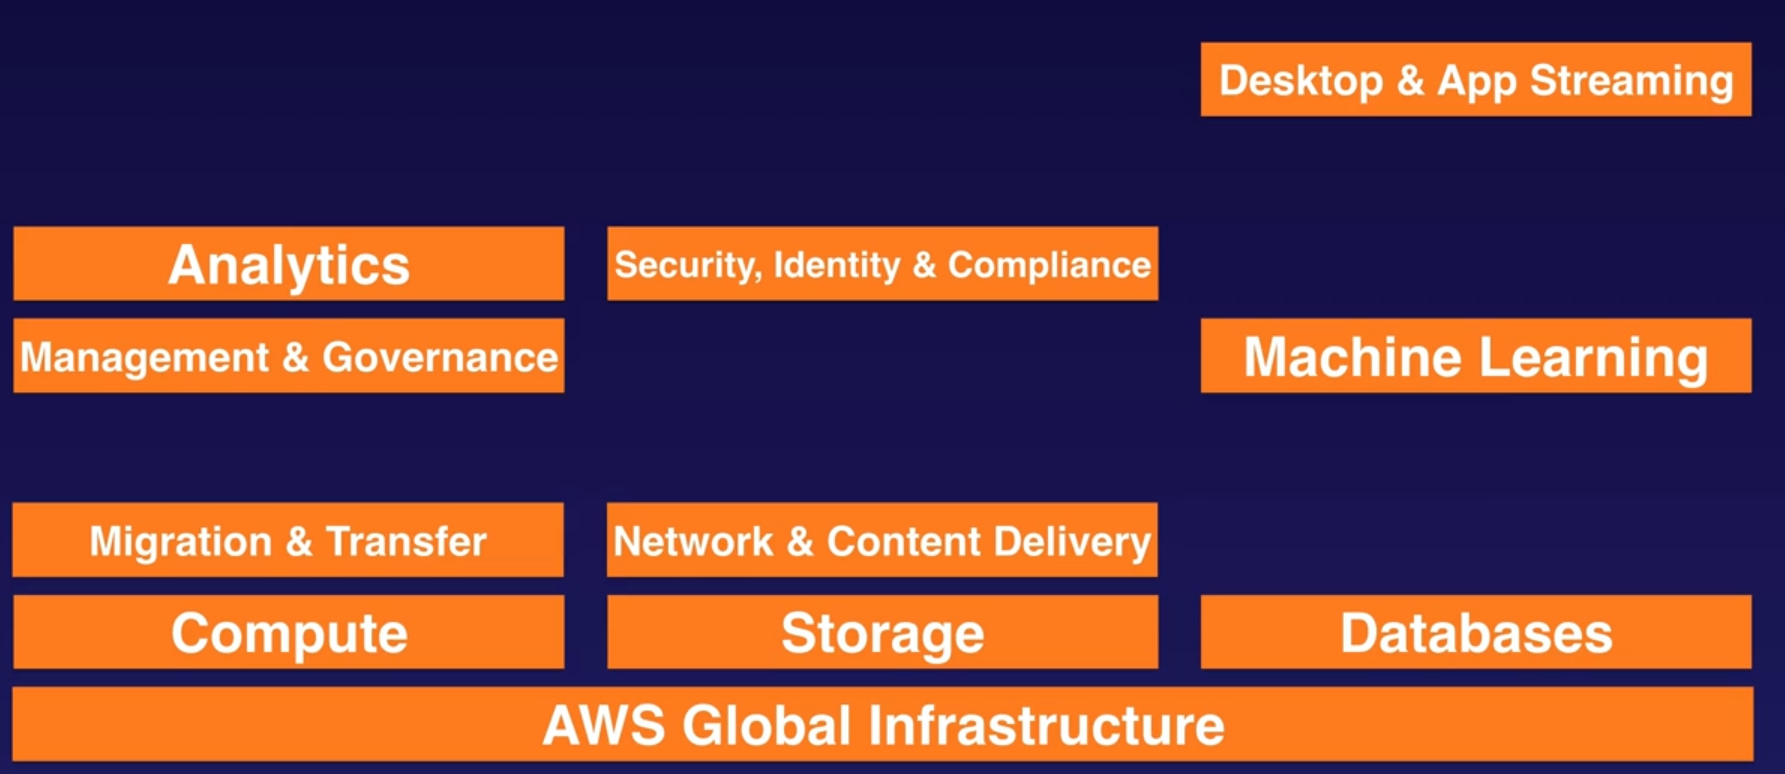 Desktop & App Streaming
Analytics
Security, Identity & Compliance
Management & Governance
Machine Learning
Migration & Transfer
Network & Content Delivery
Compute
Storage
Databases
AWS Global Infrastructure